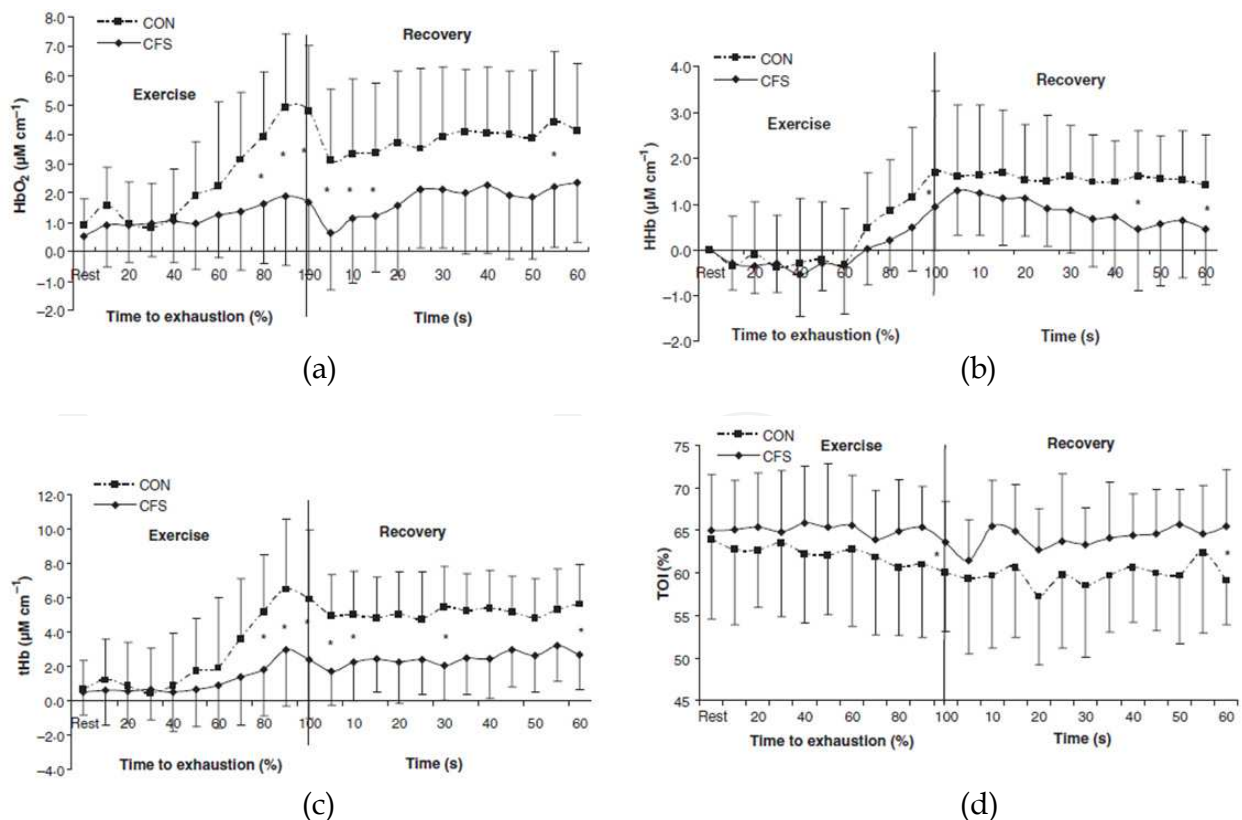 CON
CFS
Exercise
Recovery
HbO₂ (µM cm⁻¹)
8·0
7·0
6·0
5·0
4·0
3·0
2·0
1·0
0·0
−1·0
−2·0
* * * * * * *
Rest 20 40 60 80 100 10 20 30 40 50 60
Time to exhaustion (%)
Time (s)
(a)
CON
CFS
Exercise
Recovery
HHb (µM cm⁻¹)
4·0
3·0
2·0
1·0
0·0
−1·0
−2·0
* * *
Rest 20 40 60 80 100 10 20 30 40 50 60
Time to exhaustion (%)
Time (s)
(b)
CON
CFS
Exercise
Recovery
tHb (µM cm⁻¹)
12·0
10·0
8·0
6·0
4·0
2·0
0·0
−2·0
−4·0
* * * * * * *
Rest 20 40 60 80 100 10 20 30 40 50 60
Time to exhaustion (%)
Time (s)
(c)
CON
CFS
Exercise
Recovery
TOI (%)
75
70
65
60
55
50
45
* *
Rest 20 40 60 80 100 10 20 30 40 50 60
Time to exhaustion (%)
Time (s)
(d)